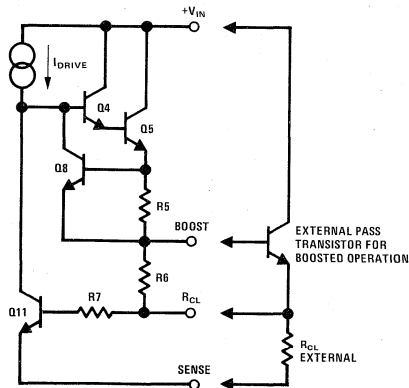 +VIN
IDRIVE
Q4
Q5
Q8
R5
BOOST
EXTERNAL PASS
TRANSISTOR FOR
BOOSTED OPERATION
R6
Q11
R7
RCL
RCL
EXTERNAL
SENSE